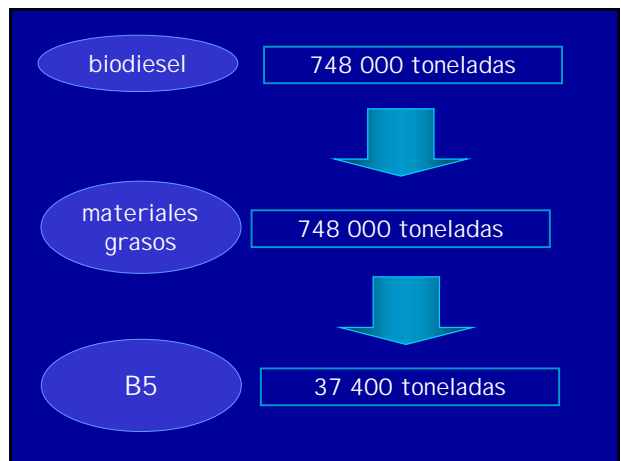 biodiesel
748 000 toneladas
materiales
grasos
748 000 toneladas
B5
37 400 toneladas